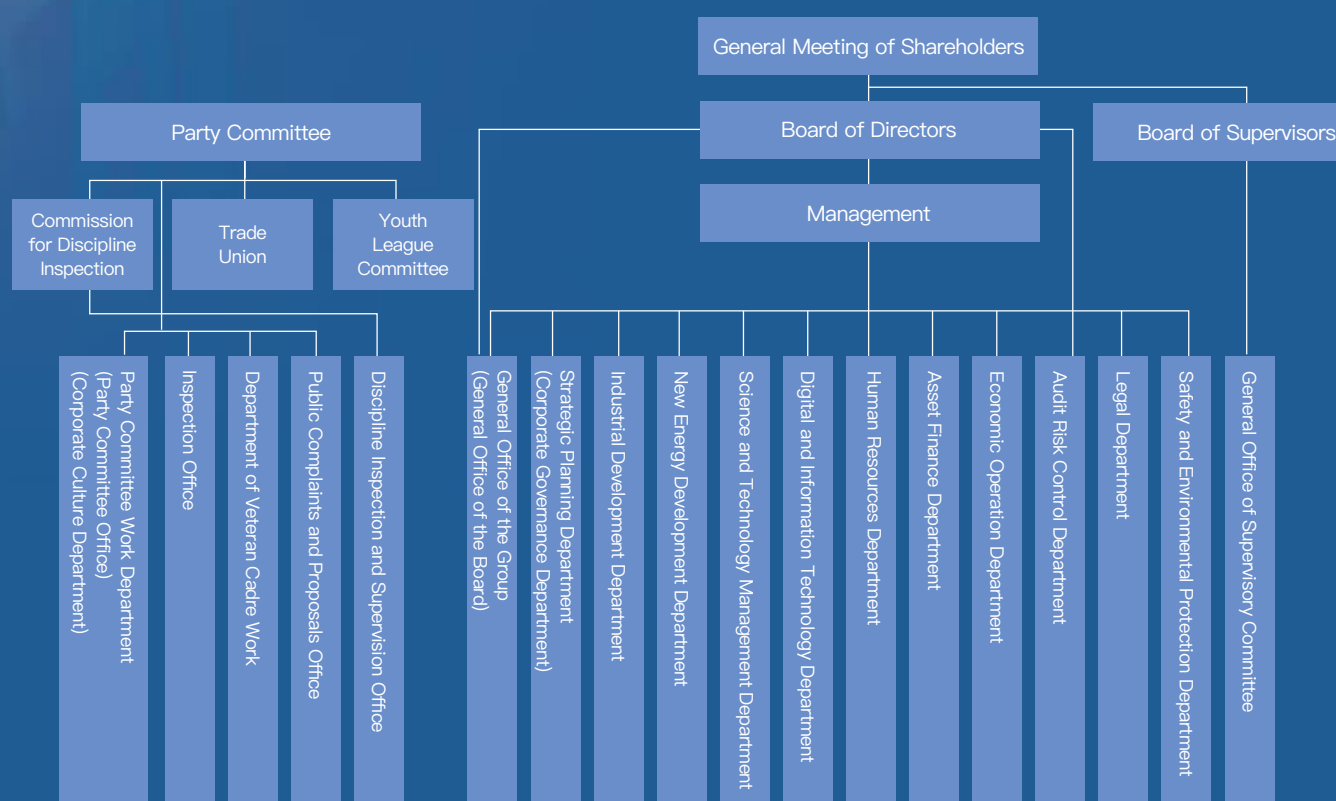 General Meeting of Shareholders
Party Committee
Board of Directors
Board of Supervisors
Management
Commission
for Discipline
Inspection
Trade
Union
Youth
League
Committee
Party Committee Work Department
(Party Committee Office)
(Corporate Culture Department)
Inspection Office
Department of Veteran Cadre Work
Public Complaints and Proposals Office
Discipline Inspection and Supervision Office
General Office of the Group
(General Office of the Board)
Strategic Planning Department
(Corporate Governance Department)
Industrial Development Department
New Energy Development Department
Science and Technology Management Department
Digital and Information Technology Department
Human Resources Department
Asset Finance Department
Economic Operation Department
Audit Risk Control Department
Legal Department
Safety and Environmental Protection Department
General Office of Supervisory Committee